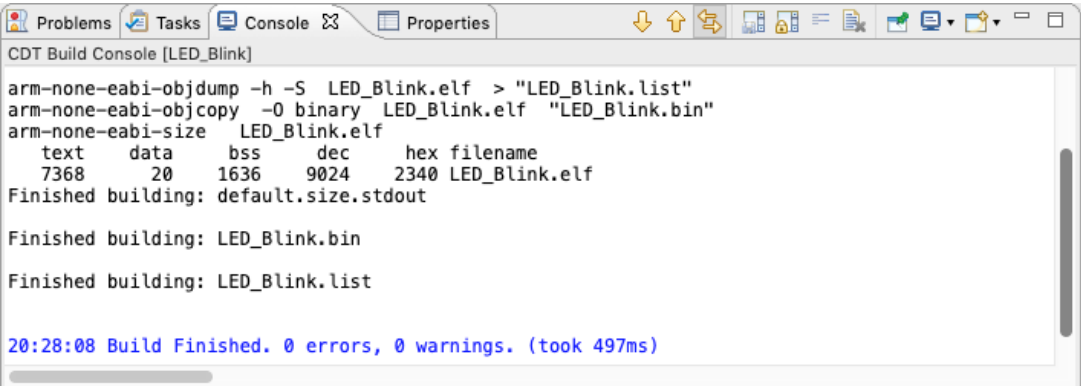 Problems Tasks Console Properties
CDT Build Console [LED_Blink]
arm-none-eabi-objdump -h -S  LED_Blink.elf  > "LED_Blink.list"
arm-none-eabi-objcopy  -O binary  LED_Blink.elf  "LED_Blink.bin"
arm-none-eabi-size   LED_Blink.elf
   text    data     bss     dec     hex filename
   7368      20    1636    9024    2340 LED_Blink.elf
Finished building: default.size.stdout
Finished building: LED_Blink.bin
Finished building: LED_Blink.list
20:28:08 Build Finished. 0 errors, 0 warnings. (took 497ms)